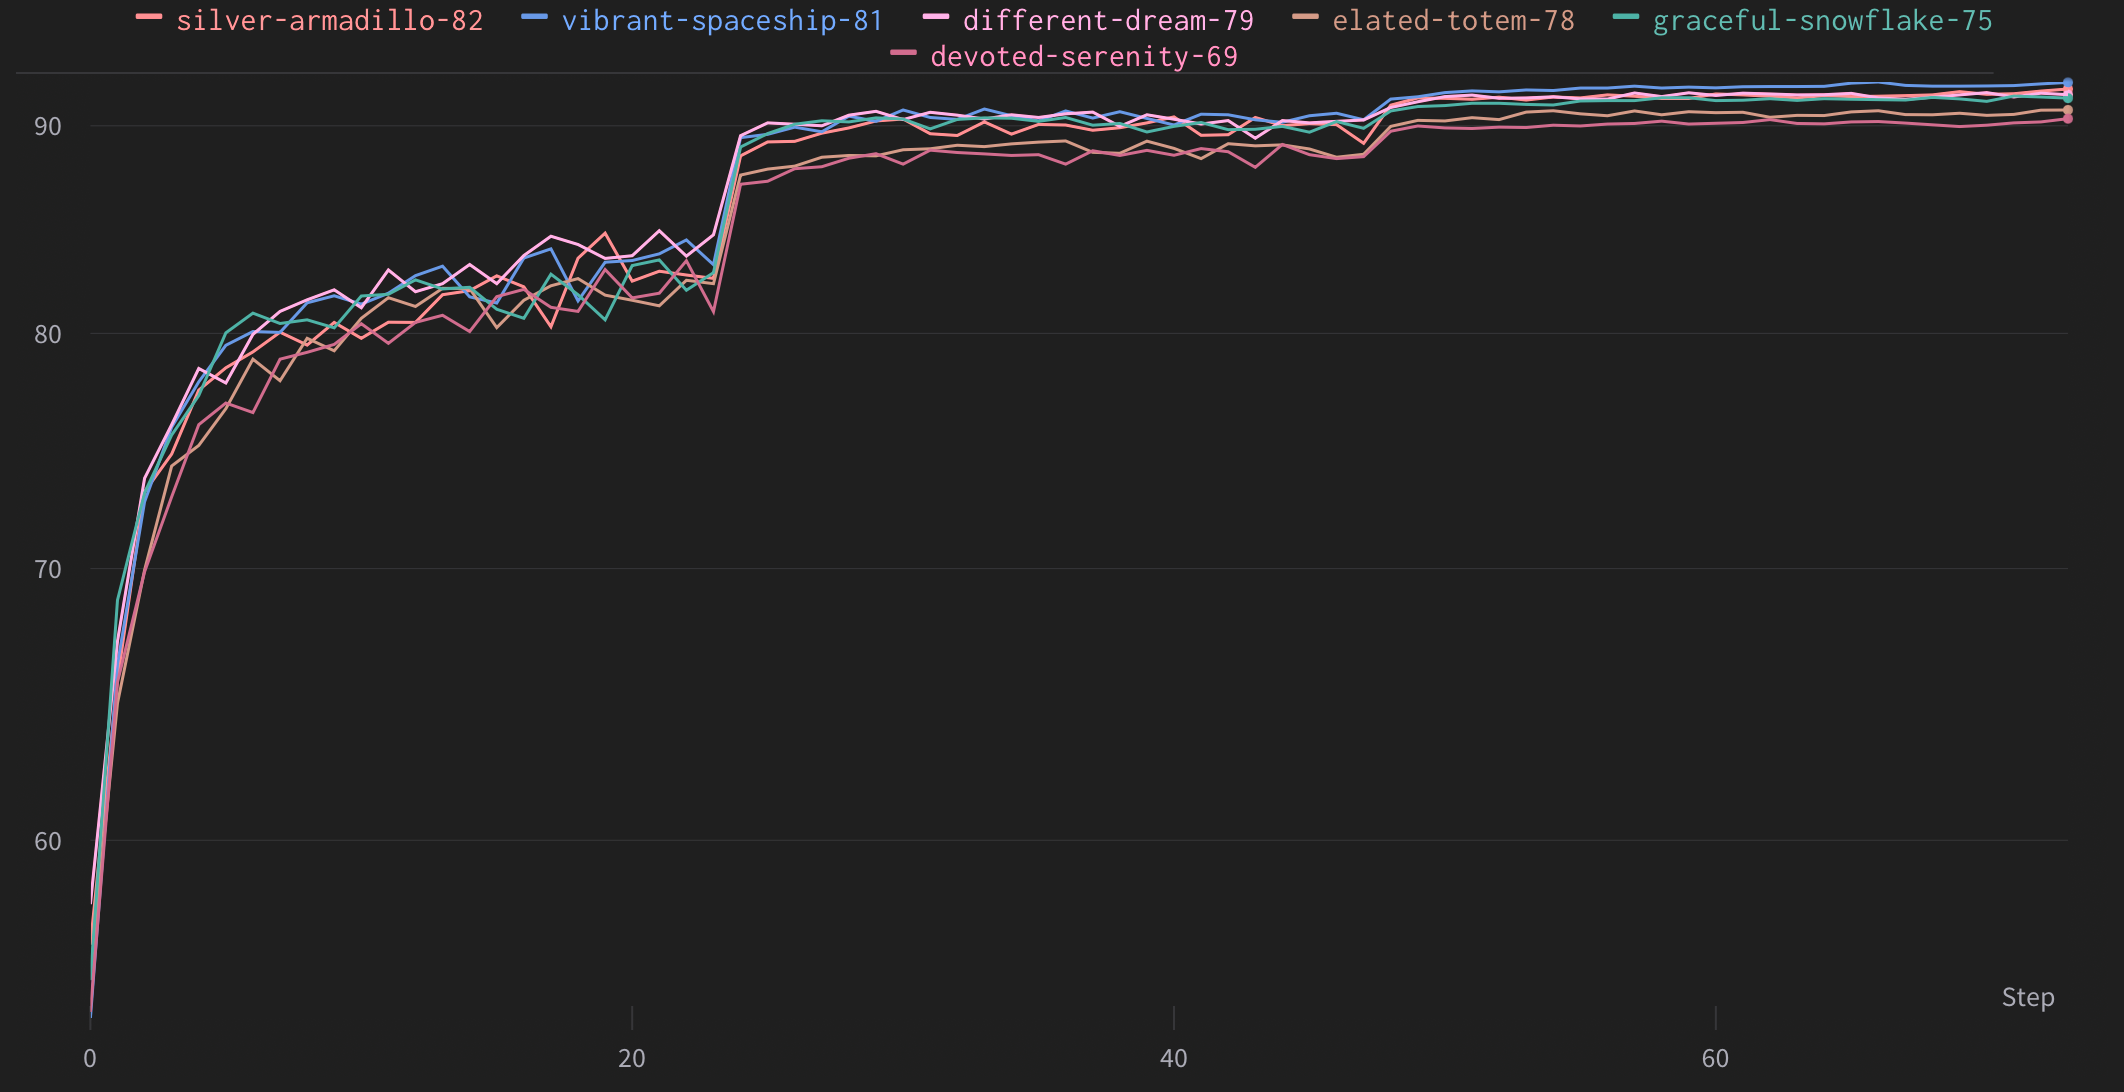 silver-armadillo-82 vibrant-spaceship-81 different-dream-79 elated-totem-78 graceful-snowflake-75
devoted-serenity-69
90
80
70
60
Step
0 20 40 60